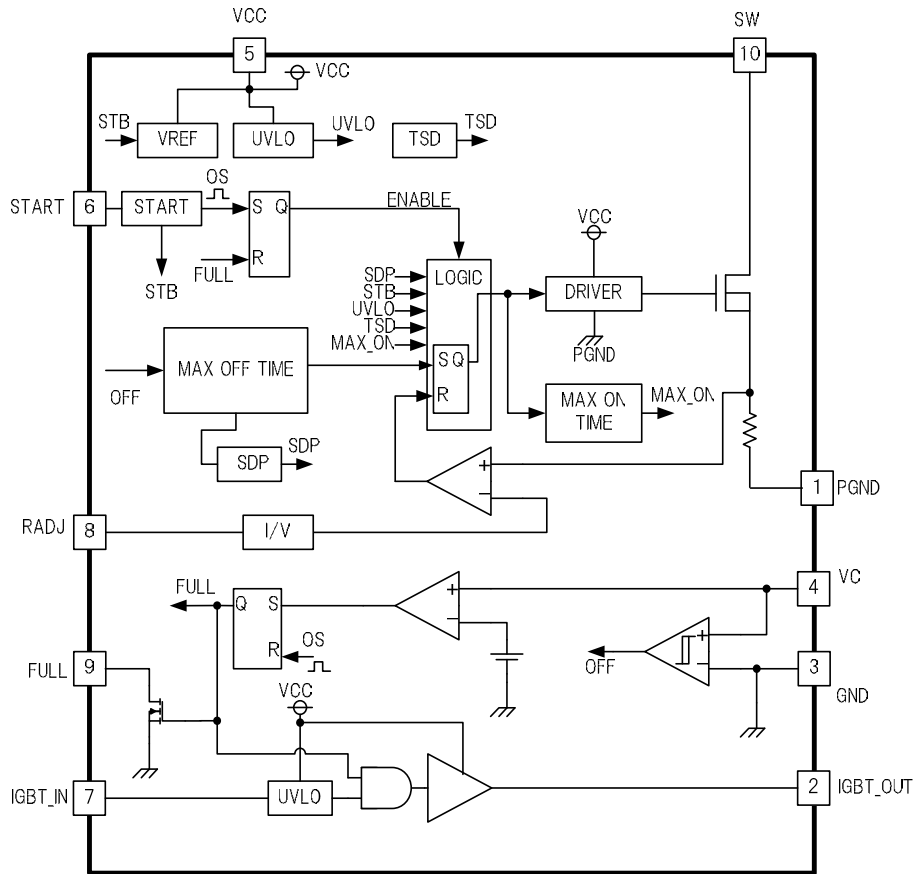 VCC
SW
5
10
VCC
STB
VREF
UVLO
UVLO
TSD
TSD
START
6
START
OS
S Q
R
ENABLE
FULL
STB
VCC
SDP
STB
UVLO
TSD
MAX_ON
LOGIC
S Q
R
DRIVER
PGND
MAX OFF TIME
OFF
MAX ON
TIME
MAX_ON
SDP
SDP
+
-
1
PGND
RADJ
8
I/V
FULL
Q S
R
OS
+
-
4
VC
+
-
OFF
3
GND
FULL
9
VCC
IGBT_IN
7
UVLO
2
IGBT_OUT